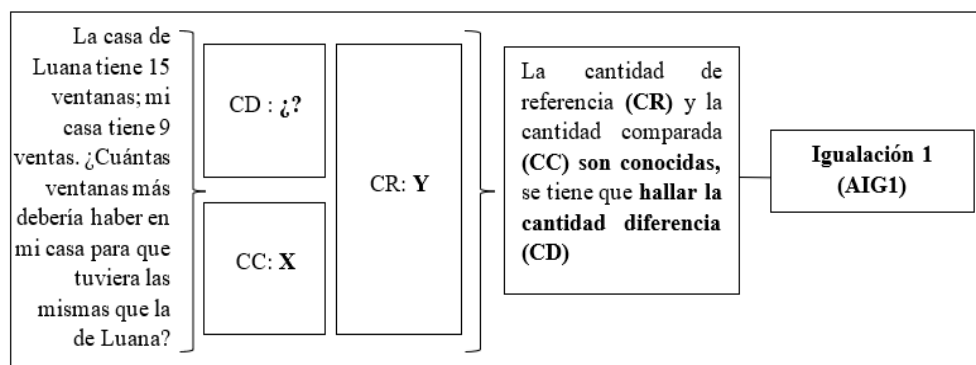 La casa de
Luana tiene 15
ventanas; mi
casa tiene 9
ventas. ¿Cuántas
ventanas más
debería haber en
mi casa para que
tuviera las
mismas que la
de Luana?
CD : ¿?
CC: X
CR: Y
La cantidad de
referencia (CR) y la
cantidad comparada
(CC) son conocidas,
se tiene que hallar la
cantidad diferencia
(CD)
Igualación 1
(AIG1)